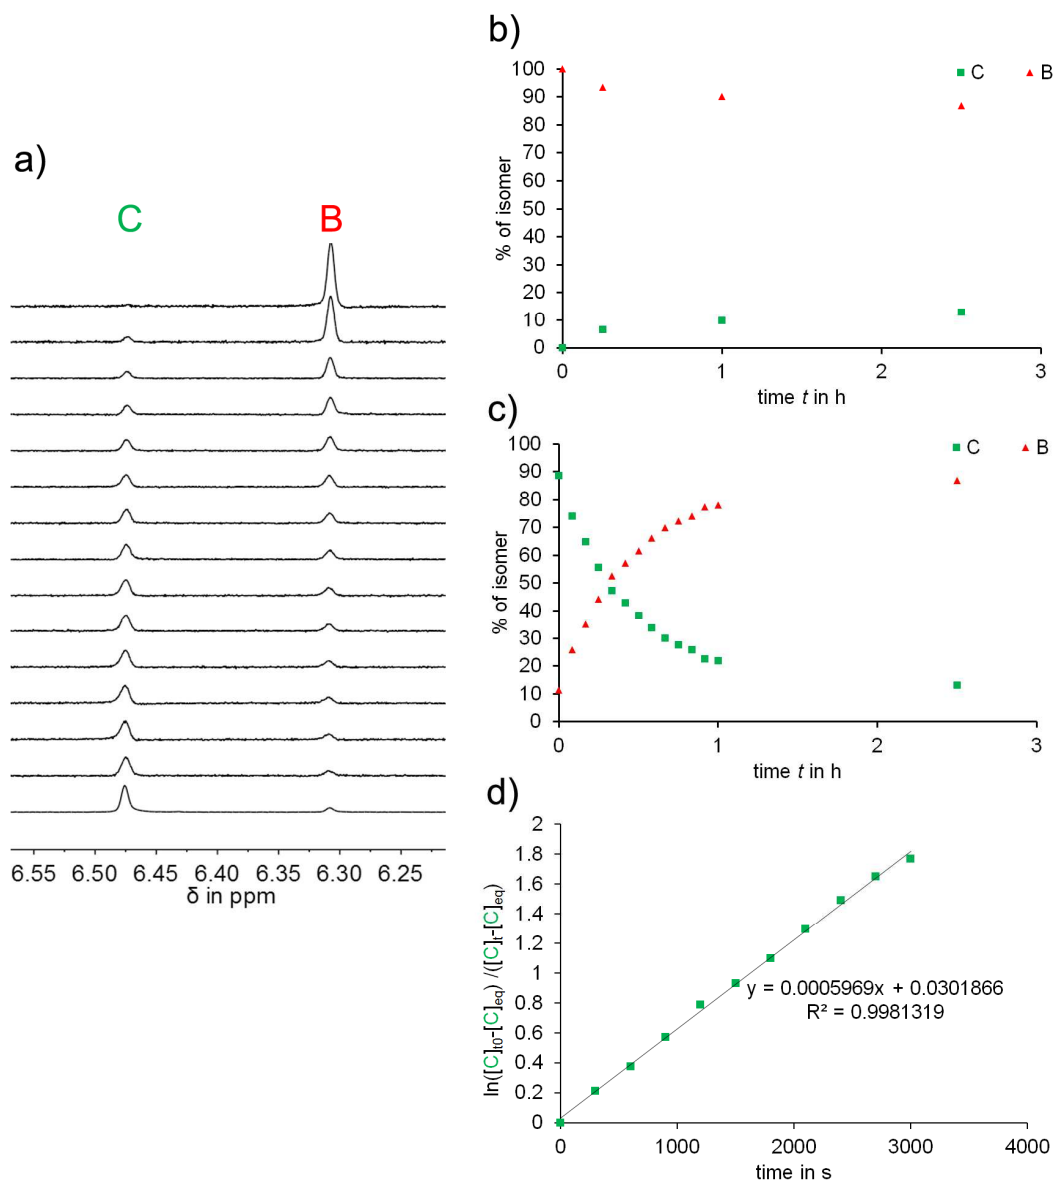 a)
C B
6.55 6.50 6.45 6.40 6.35 6.30 6.25
δ in ppm
b)
C B
% of isomer
100
90
80
70
60
50
40
30
20
10
0
0 1 2 3
time t in h
c)
C B
% of isomer
100
90
80
70
60
50
40
30
20
10
0
0 1 2 3
time t in h
d)
ln([C]t0-[C]eq) /([C]t-[C]eq)
2
1.8
1.6
1.4
1.2
1
0.8
0.6
0.4
0.2
0
y = 0.0005969x + 0.0301866
R² = 0.9981319
0 1000 2000 3000 4000
time in s